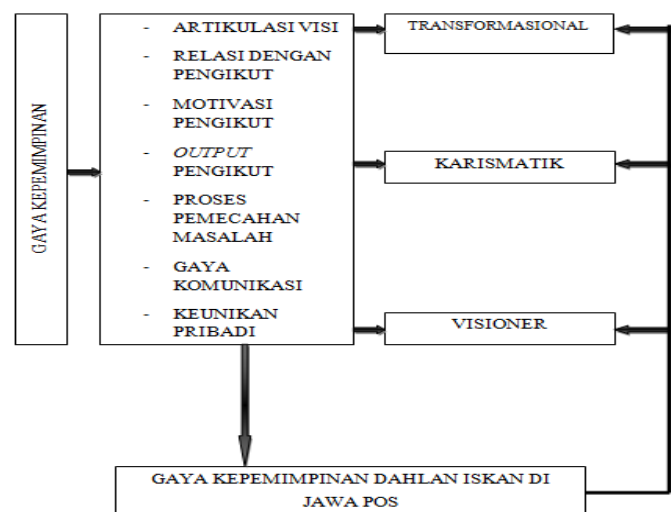 GAYA KEPEMIMPINAN
- ARTIKULASI VISI
- RELASI DENGAN
PENGIKUT
- MOTIVASI
PENGIKUT
- OUTPUT
PENGIKUT
- PROSES
PEMECAHAN
MASALAH
- GAYA
KOMUNIKASI
- KEUNIKAN
PRIBADI
TRANSFORMASIONAL
KARISMATIK
VISIONER
GAYA KEPEMIMPINAN DAHLAN ISKAN DI
JAWA POS